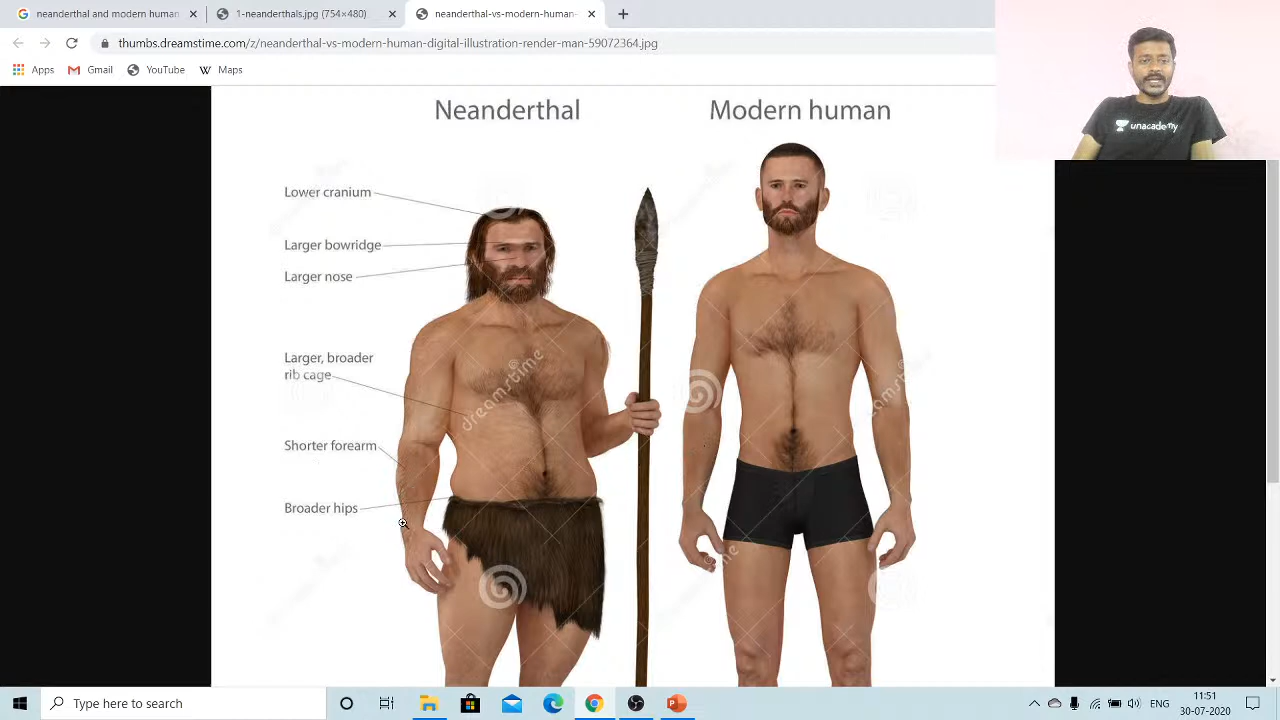 neanderthal and modern human
1-neanderthals.jpg (754×480)
neanderthal-vs-modern-human-
thumbs.dreamstime.com/z/neanderthal-vs-modern-human-digital-illustration-render-man-59072364.jpg
Apps
Gmail
YouTube
Maps
unacademy
Neanderthal
Modern human
Lower cranium
Larger bowridge
Larger nose
Larger, broader
rib cage
Shorter forearm
Broader hips
dreamstime
dreamstime
Type here to search
ENG
11:51
30-07-2020